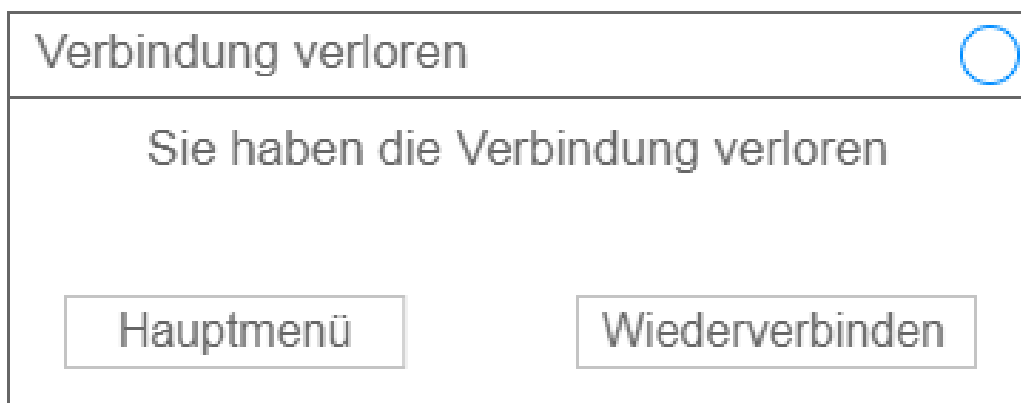 Verbindung verloren
Sie haben die Verbindung verloren
Hauptmenü
Wiederverbinden